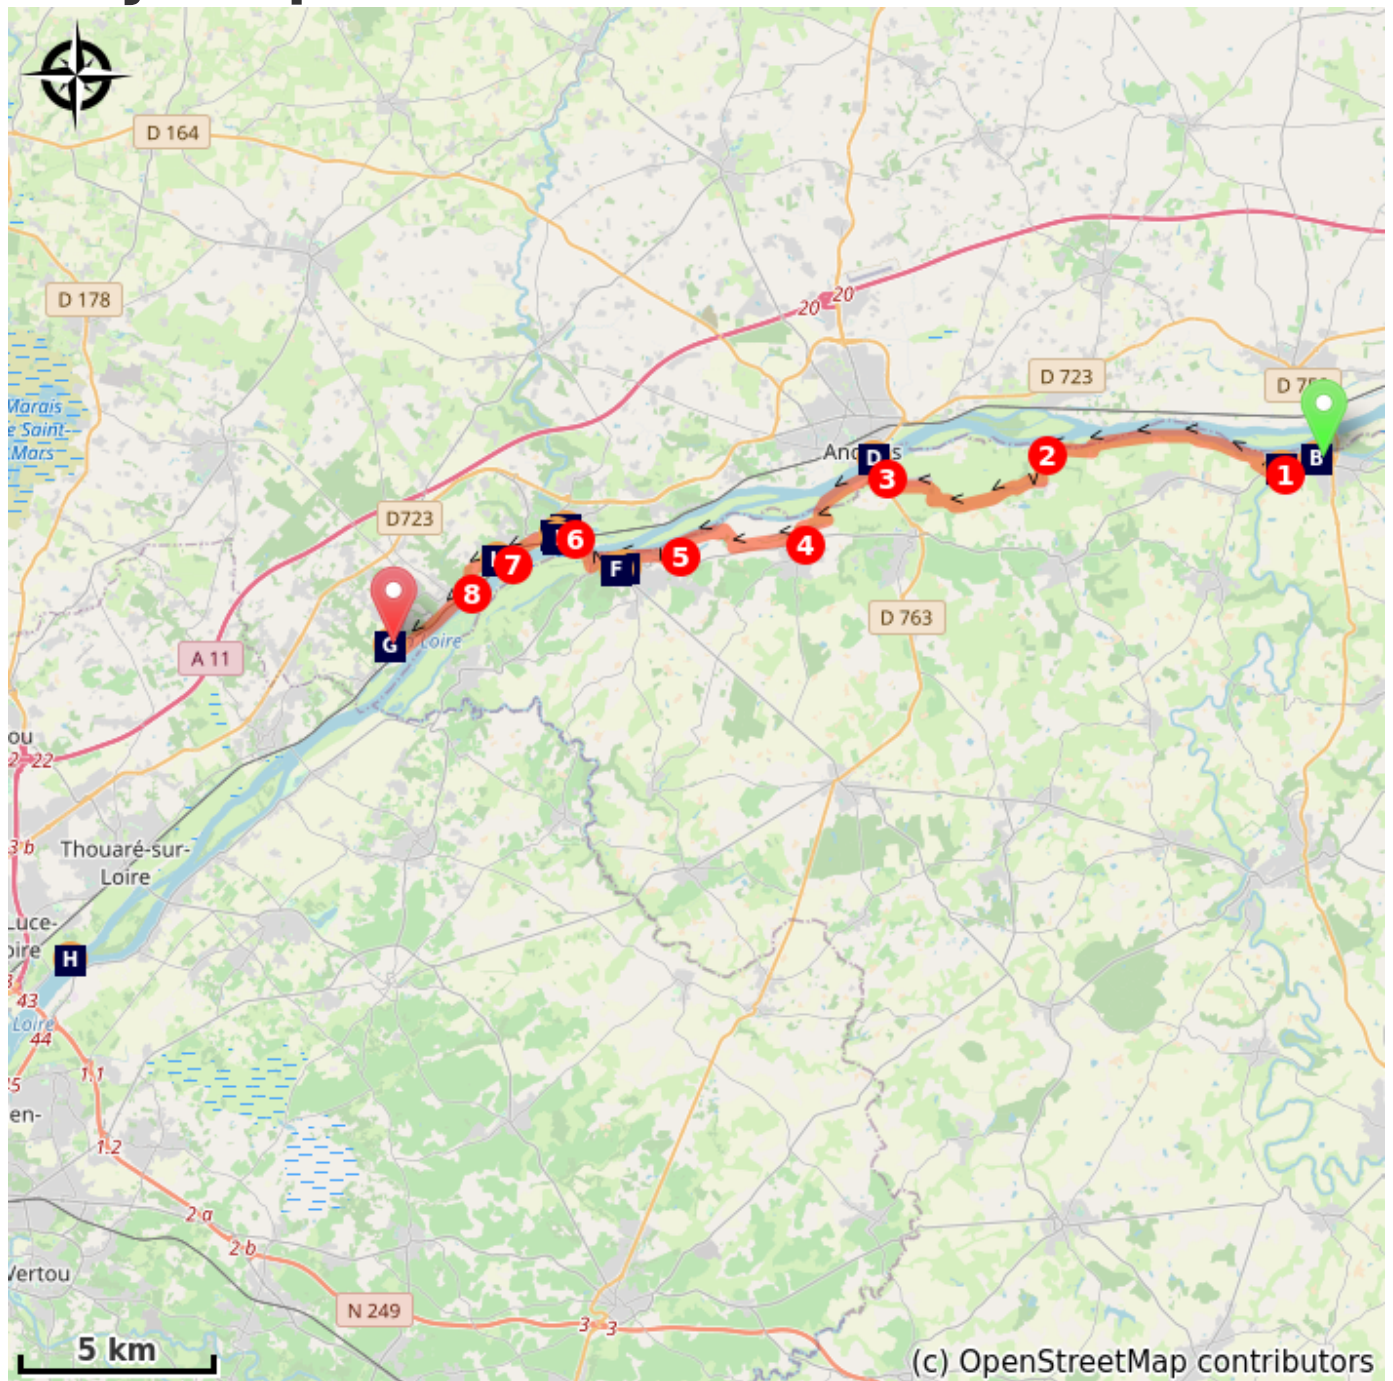 D 164
D 178
20
20
D 723
Marais
e Saint-
Mars
B
D
1
2
3
D723
6
5
4
F
7
8
D 763
G
Loire
A 11
ou
22
3 b
Thouaré-sur-
Loire
Luce-
oire
H
43
Loire
44
1.1
en-
1.2
2 a
2 b
Vertou
N 249
3
3
5 km
(c) OpenStreetMap contributors